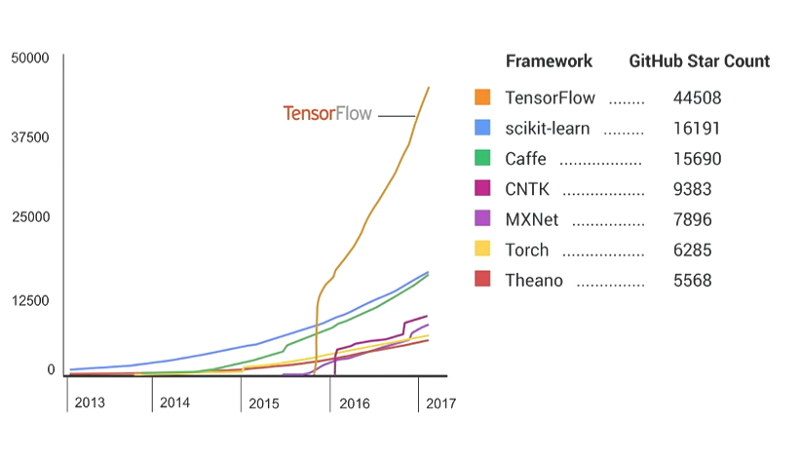 50000
37500
25000
12500
0
TensorFlow
2013 2014 2015 2016 2017
Framework GitHub Star Count
TensorFlow ........ 44508
scikit-learn ......... 16191
Caffe .................. 15690
CNTK .................. 9383
MXNet ................ 7896
Torch .................. 6285
Theano ............... 5568